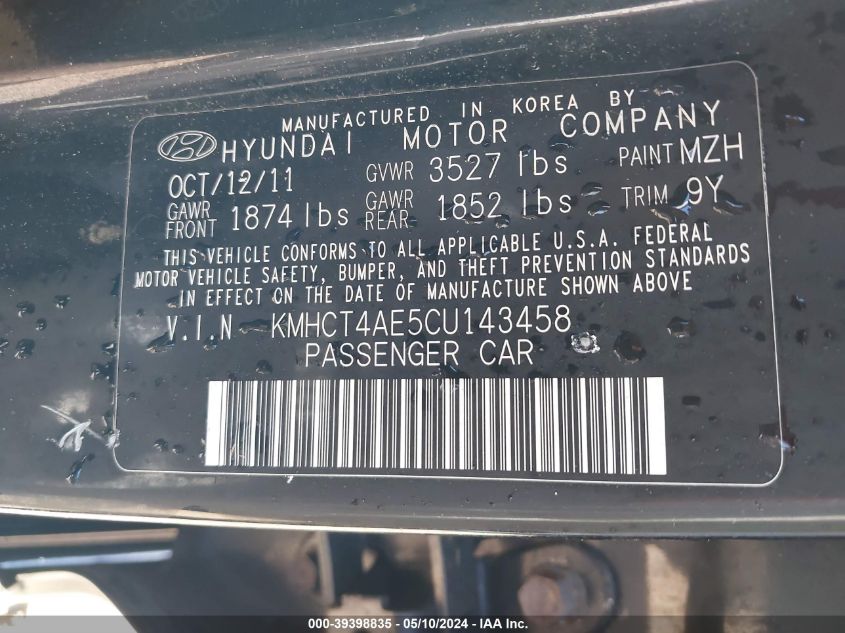 MANUFACTURED IN KOREA BY
HYUNDAI MOTOR COMPANY
OCT/12/11 GVWR 3527 lbs PAINT MZH
GAWR FRONT 1874 lbs GAWR REAR 1852 lbs TRIM 9Y
THIS VEHICLE CONFORMS TO ALL APPLICABLE U.S.A. FEDERAL
MOTOR VEHICLE SAFETY, BUMPER, AND THEFT PREVENTION STANDARDS
IN EFFECT ON THE DATE OF MANUFACTURE SHOWN ABOVE
V.I.N KMHCT4AE5CU143458
PASSENGER CAR
000-39398835 - 05/10/2024 - IAA Inc.